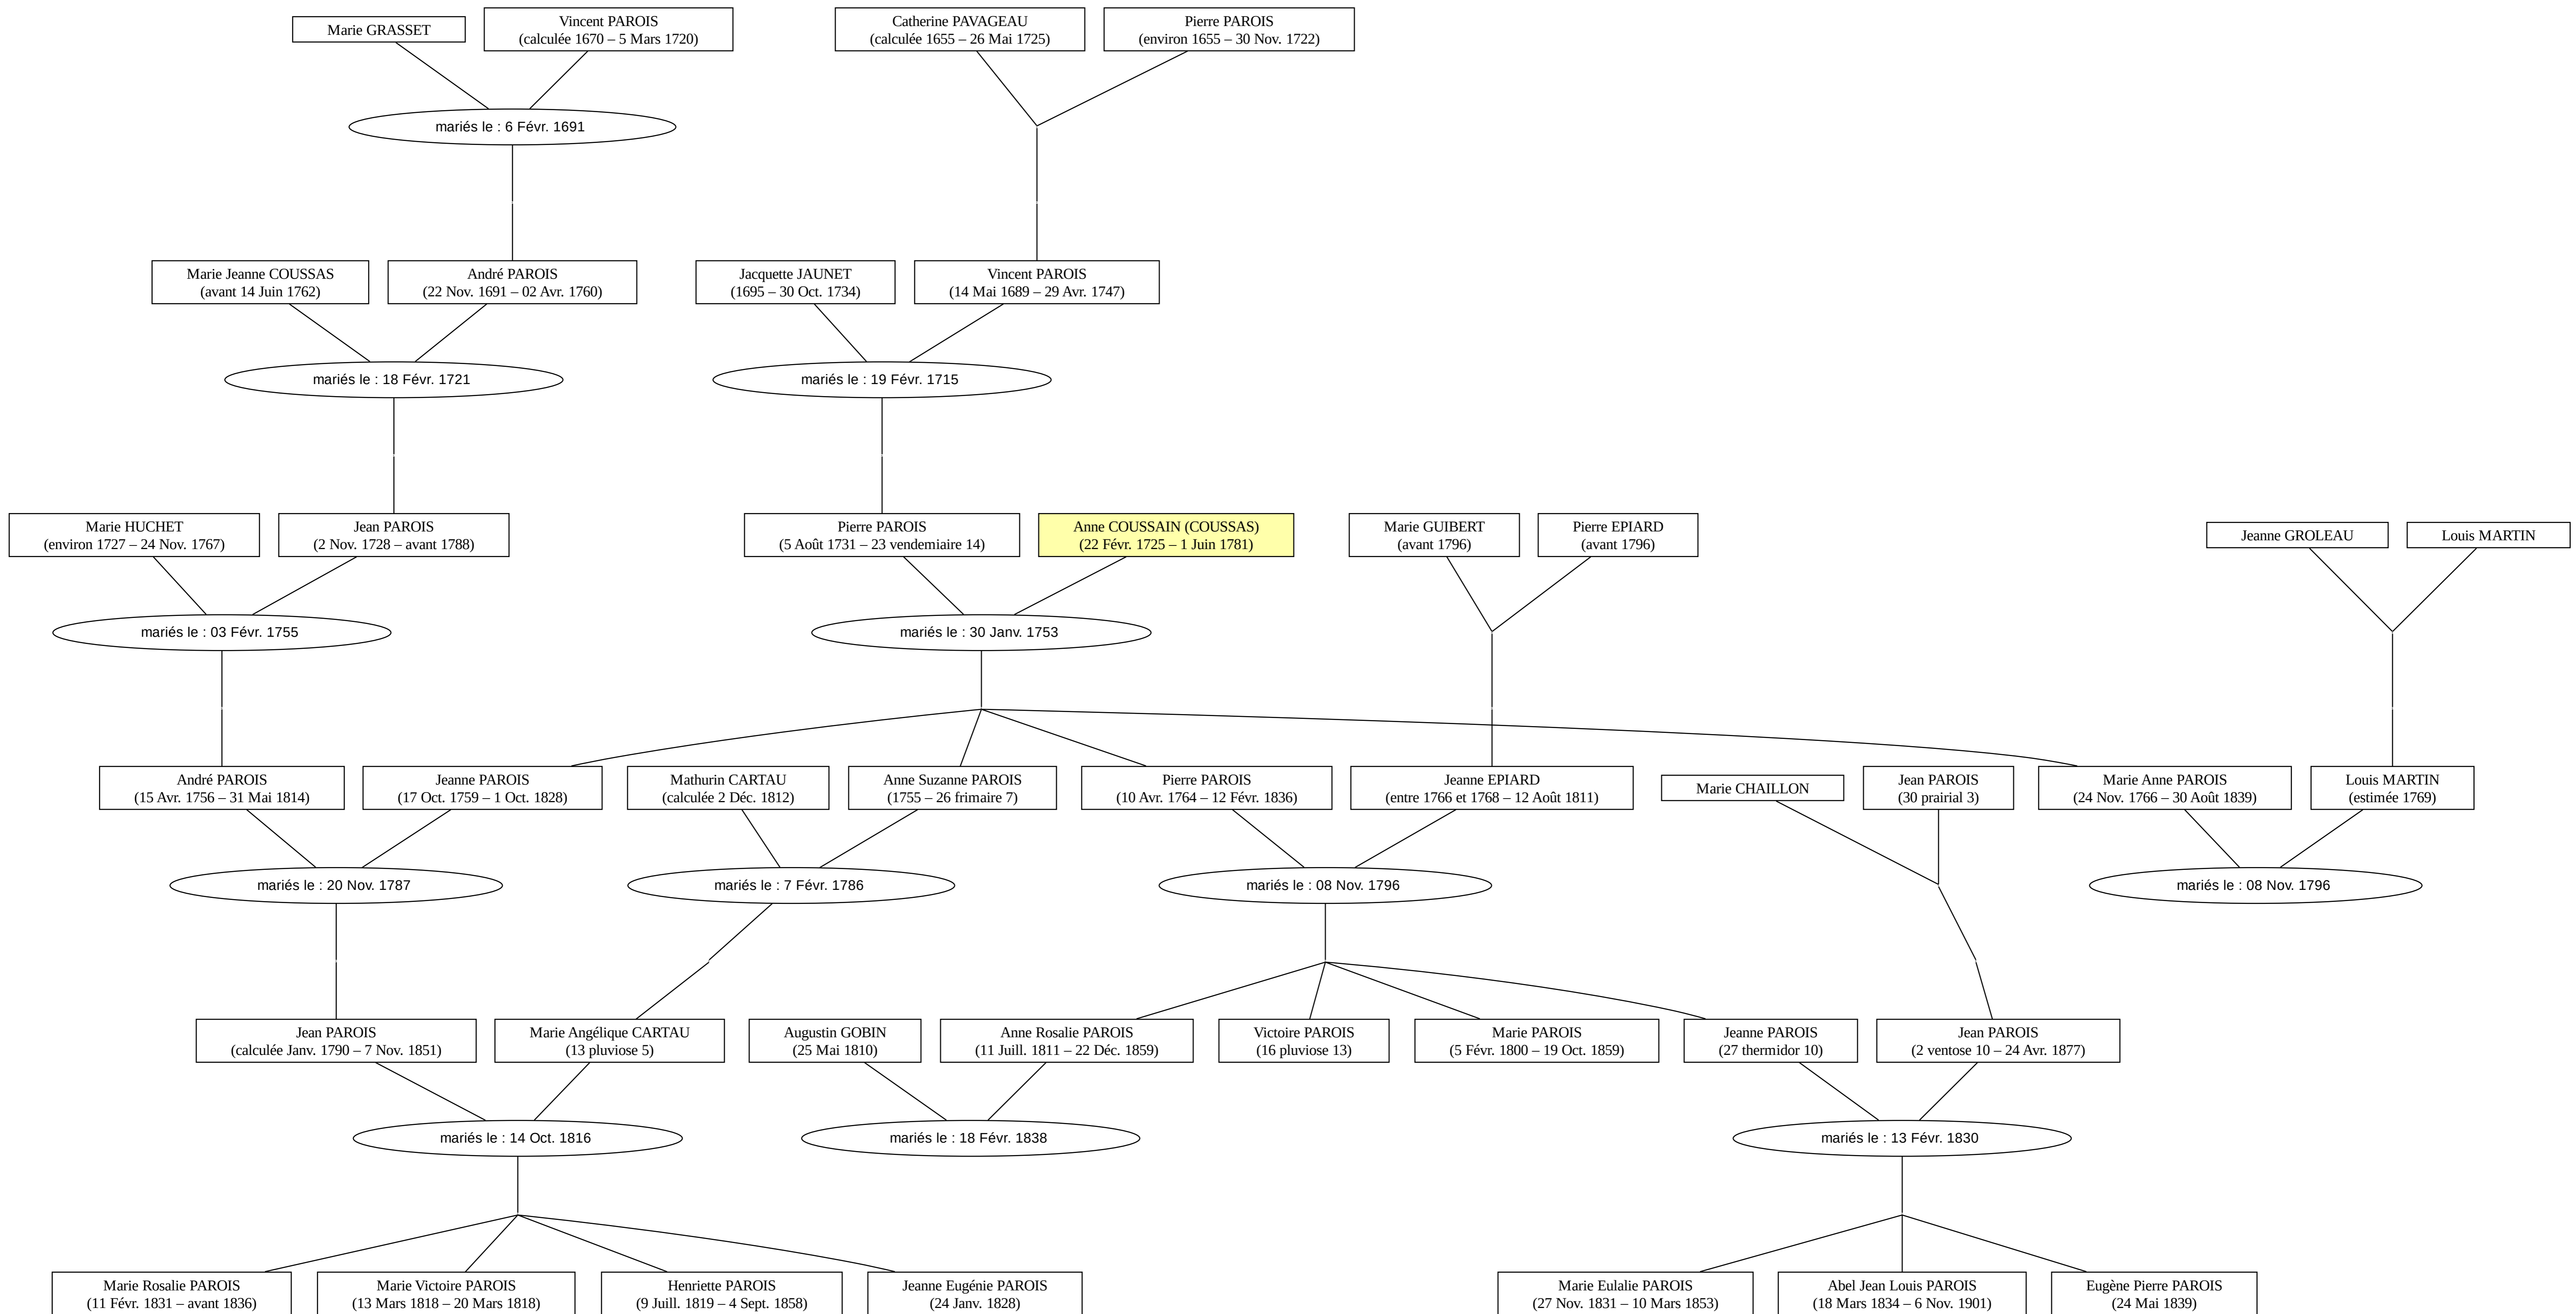 Marie GRASSET
Vincent PAROIS
(calculée 1670 – 5 Mars 1720)
Catherine PAVAGEAU
(calculée 1655 – 26 Mai 1725)
Pierre PAROIS
(environ 1655 – 30 Nov. 1722)
mariés le : 6 Févr. 1691
Marie Jeanne COUSSAS
(avant 14 Juin 1762)
André PAROIS
(22 Nov. 1691 – 02 Avr. 1760)
Jacquette JAUNET
(1695 – 30 Oct. 1734)
Vincent PAROIS
(14 Mai 1689 – 29 Avr. 1747)
mariés le : 18 Févr. 1721
mariés le : 19 Févr. 1715
Marie HUCHET
(environ 1727 – 24 Nov. 1767)
Jean PAROIS
(2 Nov. 1728 – avant 1788)
Pierre PAROIS
(5 Août 1731 – 23 vendemiaire 14)
Anne COUSSAIN (COUSSAS)
(22 Févr. 1725 – 1 Juin 1781)
Marie GUIBERT
(avant 1796)
Pierre EPIARD
(avant 1796)
Jeanne GROLEAU
Louis MARTIN
mariés le : 03 Févr. 1755
mariés le : 30 Janv. 1753
André PAROIS
(15 Avr. 1756 – 31 Mai 1814)
Jeanne PAROIS
(17 Oct. 1759 – 1 Oct. 1828)
Mathurin CARTAU
(calculée 2 Déc. 1812)
Anne Suzanne PAROIS
(1755 – 26 frimaire 7)
Pierre PAROIS
(10 Avr. 1764 – 12 Févr. 1836)
Jeanne EPIARD
(entre 1766 et 1768 – 12 Août 1811)
Marie CHAILLON
Jean PAROIS
(30 prairial 3)
Marie Anne PAROIS
(24 Nov. 1766 – 30 Août 1839)
Louis MARTIN
(estimée 1769)
mariés le : 20 Nov. 1787
mariés le : 7 Févr. 1786
mariés le : 08 Nov. 1796
mariés le : 08 Nov. 1796
Jean PAROIS
(calculée Janv. 1790 – 7 Nov. 1851)
Marie Angélique CARTAU
(13 pluviose 5)
Augustin GOBIN
(25 Mai 1810)
Anne Rosalie PAROIS
(11 Juill. 1811 – 22 Déc. 1859)
Victoire PAROIS
(16 pluviose 13)
Marie PAROIS
(5 Févr. 1800 – 19 Oct. 1859)
Jeanne PAROIS
(27 thermidor 10)
Jean PAROIS
(2 ventose 10 – 24 Avr. 1877)
mariés le : 14 Oct. 1816
mariés le : 18 Févr. 1838
mariés le : 13 Févr. 1830
Marie Rosalie PAROIS
(11 Févr. 1831 – avant 1836)
Marie Victoire PAROIS
(13 Mars 1818 – 20 Mars 1818)
Henriette PAROIS
(9 Juill. 1819 – 4 Sept. 1858)
Jeanne Eugénie PAROIS
(24 Janv. 1828)
Marie Eulalie PAROIS
(27 Nov. 1831 – 10 Mars 1853)
Abel Jean Louis PAROIS
(18 Mars 1834 – 6 Nov. 1901)
Eugène Pierre PAROIS
(24 Mai 1839)